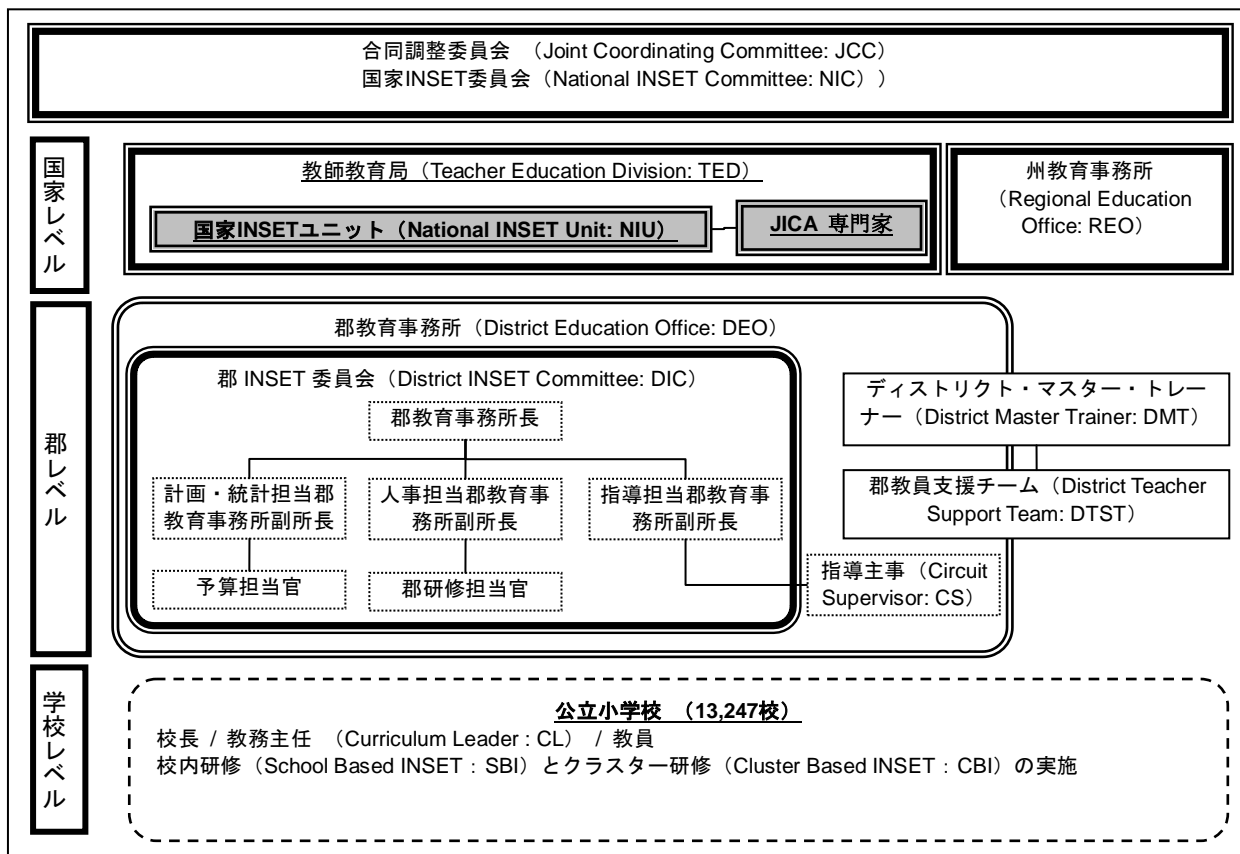 合同調整委員会 （Joint Coordinating Committee: JCC）
国家INSET委員会（National INSET Committee: NIC））
国家レベル
教師教育局（Teacher Education Division: TED）
国家INSETユニット（National INSET Unit: NIU）
JICA 専門家
州教育事務所
（Regional Education
Office: REO）
郡レベル
郡教育事務所（District Education Office: DEO）
郡 INSET 委員会（District INSET Committee: DIC）
郡教育事務所長
計画・統計担当郡
教育事務所副所長
人事担当郡教育事
務所副所長
指導担当郡教育事
務所副所長
予算担当官
郡研修担当官
指導主事（Circuit
Supervisor: CS）
ディストリクト・マスター・トレー
ナー（District Master Trainer: DMT）
郡教員支援チーム（District Teacher
Support Team: DTST）
学校レベル
公立小学校 （13,247校）
校長 / 教務主任 （Curriculum Leader : CL） / 教員
校内研修（School Based INSET : SBI）とクラスター研修（Cluster Based INSET : CBI）の実施